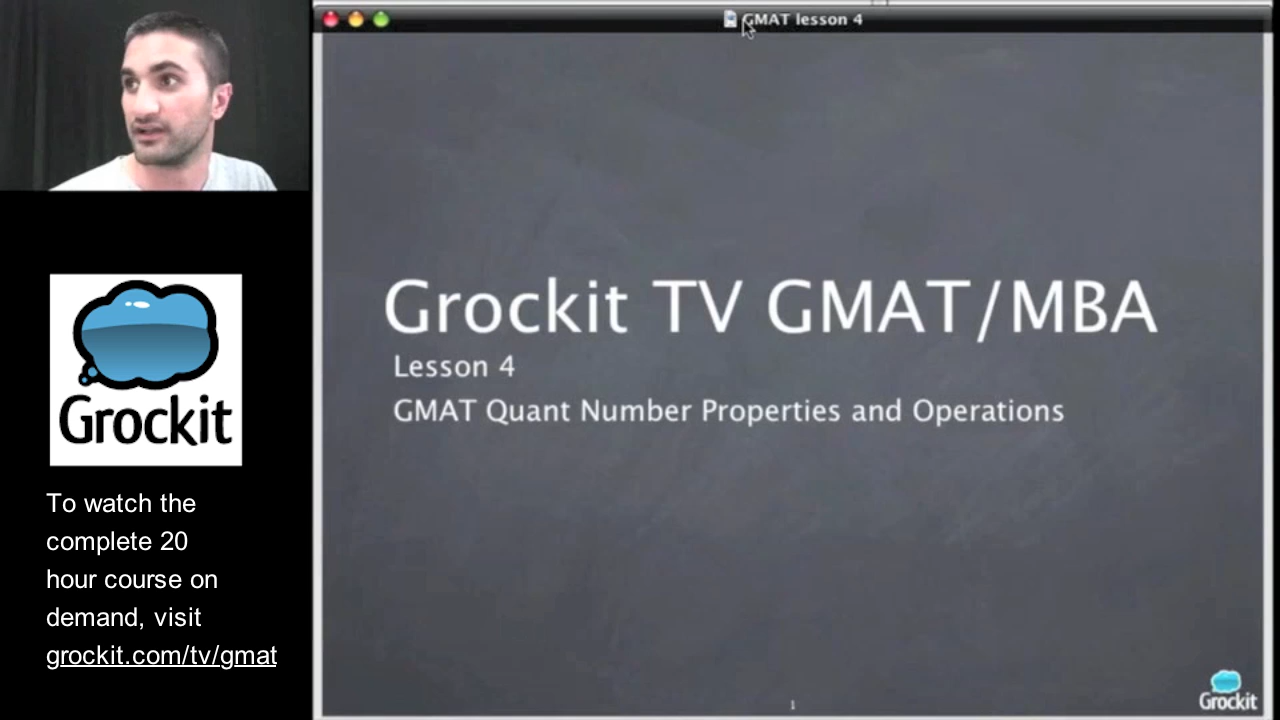 GMAT lesson 4
Grockit TV GMAT/MBA
Lesson 4
GMAT Quant Number Properties and Operations
Grockit
To watch the
complete 20
hour course on
demand, visit
grockit.com/tv/gmat
1
Grockit